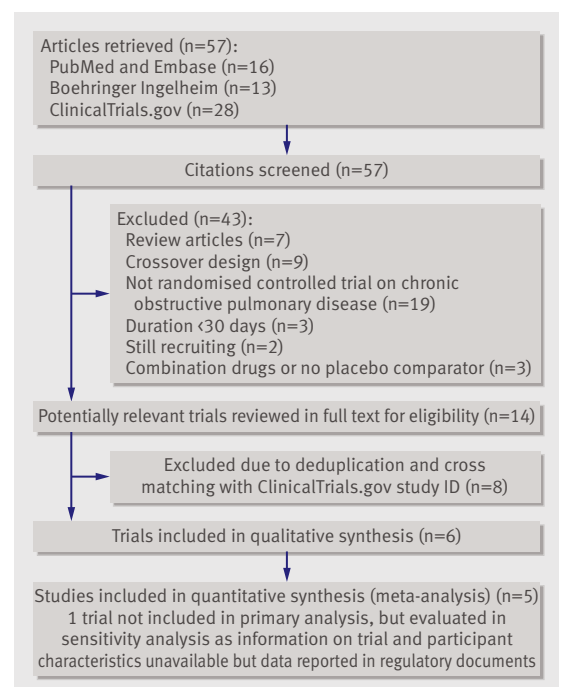 Articles retrieved (n=57):
PubMed and Embase (n=16)
Boehringer Ingelheim (n=13)
ClinicalTrials.gov (n=28)
Citations screened (n=57)
Excluded (n=43):
Review articles (n=7)
Crossover design (n=9)
Not randomised controlled trial on chronic
obstructive pulmonary disease (n=19)
Duration <30 days (n=3)
Still recruiting (n=2)
Combination drugs or no placebo comparator (n=3)
Potentially relevant trials reviewed in full text for eligibility (n=14)
Excluded due to deduplication and cross
matching with ClinicalTrials.gov study ID (n=8)
Trials included in qualitative synthesis (n=6)
Studies included in quantitative synthesis (meta-analysis) (n=5)
1 trial not included in primary analysis, but evaluated in
sensitivity analysis as information on trial and participant
characteristics unavailable but data reported in regulatory documents